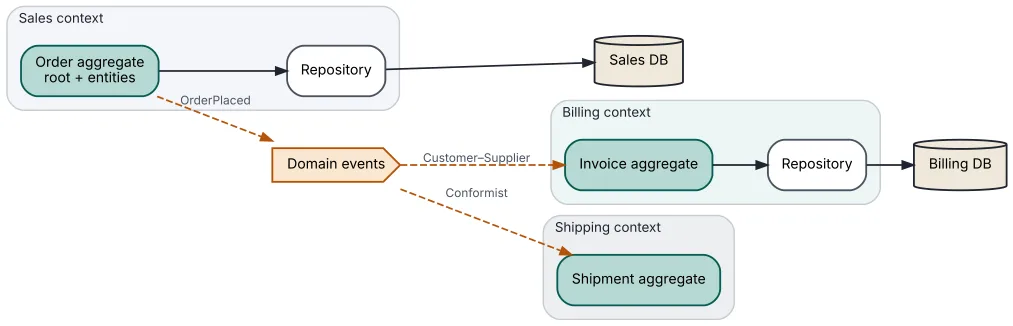 Sales context
Order aggregate
root + entities
Repository
Sales DB
OrderPlaced
Domain events
Customer–Supplier
Conformist
Billing context
Invoice aggregate
Repository
Billing DB
Shipping context
Shipment aggregate